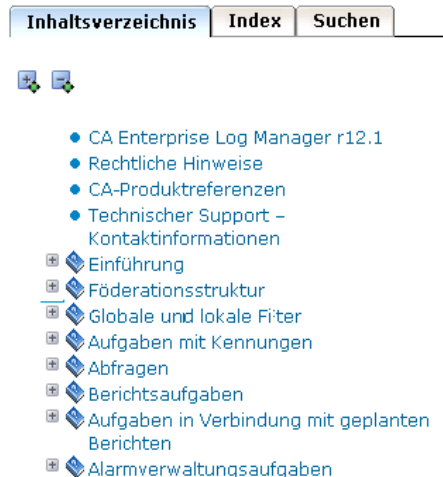 Inhaltsverzeichnis Index Suchen
CA Enterprise Log Manager r12.1
Rechtliche Hinweise
CA-Produktreferenzen
Technischer Support –
Kontaktinformationen
Einführung
Föderationsstruktur
Globale und lokale Filter
Aufgaben mit Kennungen
Abfragen
Berichtsaufgaben
Aufgaben in Verbindung mit geplanten
Berichten
Alarmverwaltungsaufgaben